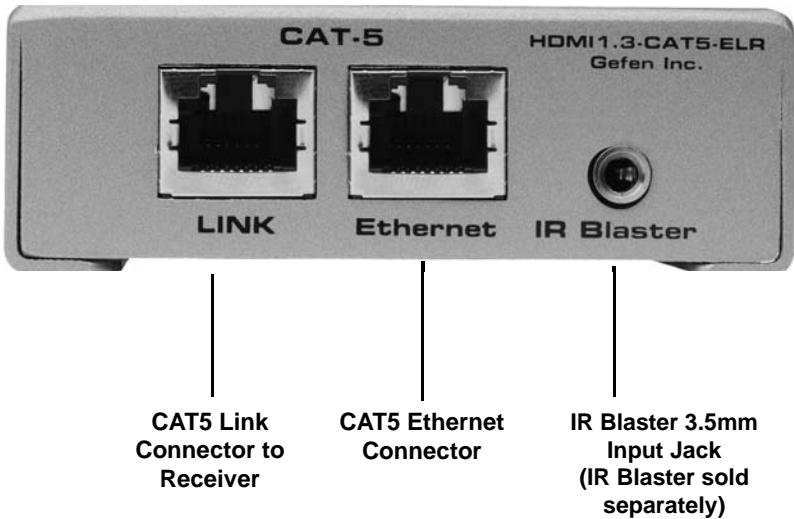 CAT-5
HDMI1.3-CAT5-ELR
Gefen Inc.
LINK
Ethernet
IR Blaster
CAT5 Link
Connector to
Receiver
CAT5 Ethernet
Connector
IR Blaster 3.5mm
Input Jack
(IR Blaster sold
separately)